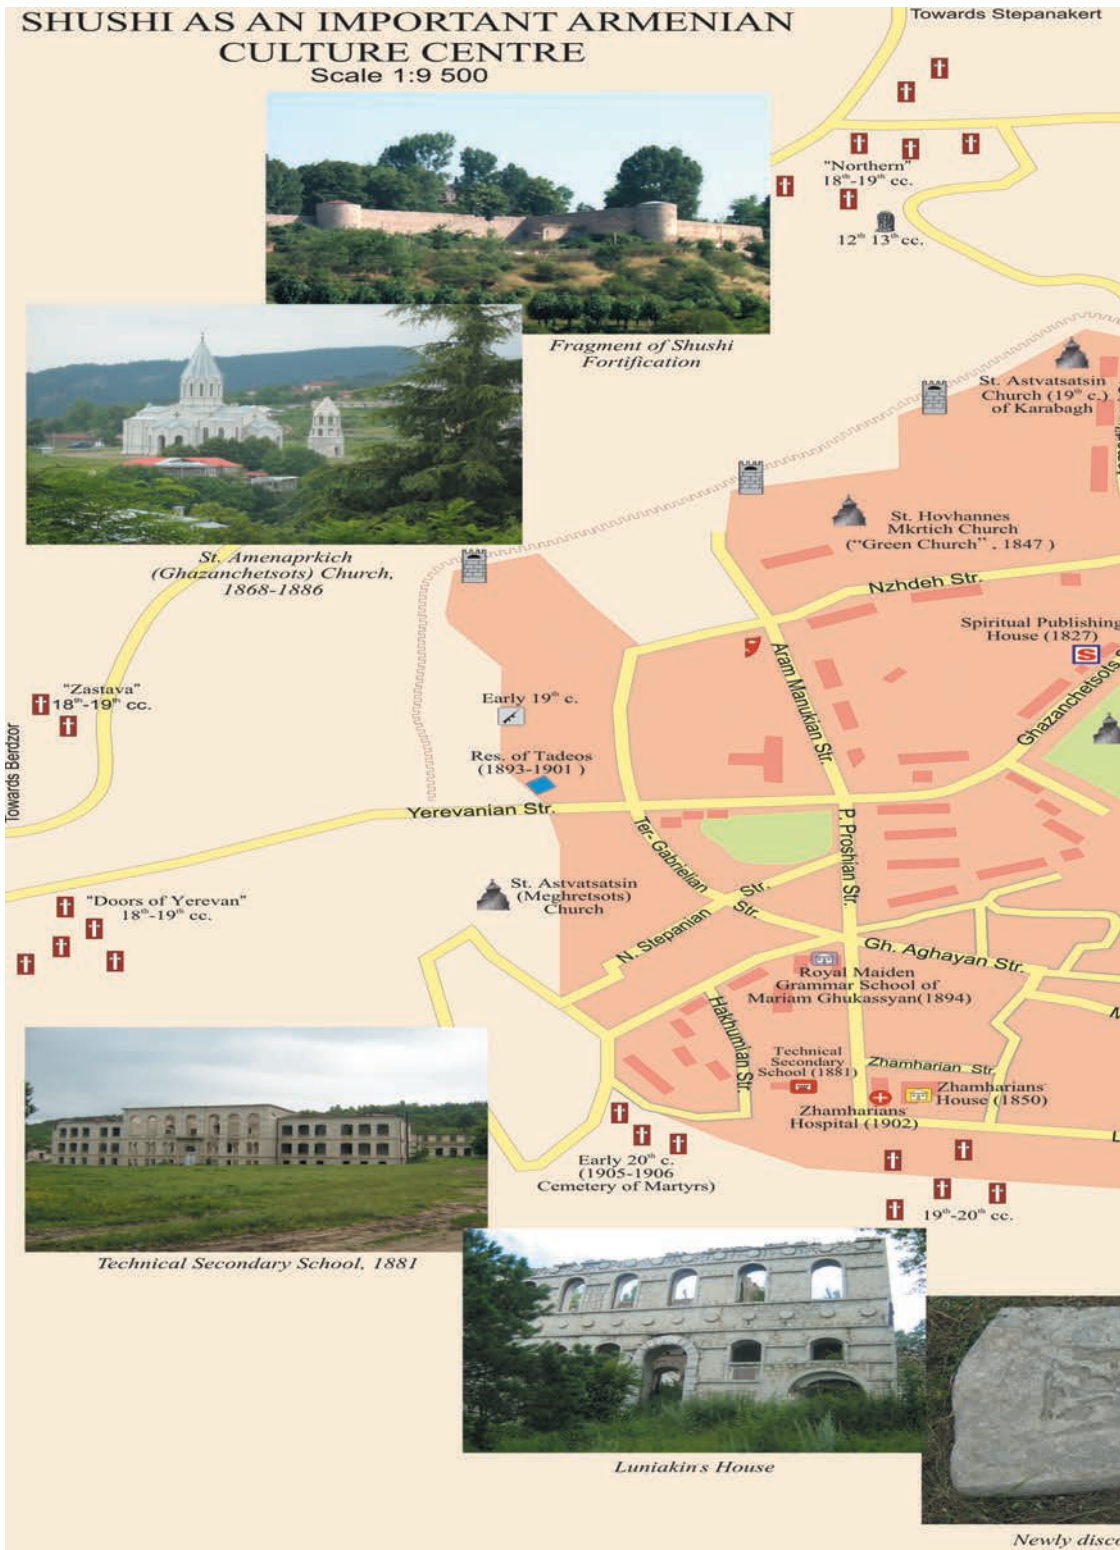 SHUSHI AS AN IMPORTANT ARMENIAN
CULTURE CENTRE
Scale 1:9 500
Towards Stepanakert
"Northern"
18th-19th cc.
12th 13th cc.
Fragment of Shushi
Fortification
St. Astvatsatsin
Church (19th c.)
of Karabagh
St. Hovhannes
Mkrtich Church
("Green Church" , 1847 )
St. Amenaprkich
(Ghazanchetsots) Church,
1868-1886
Nzhdeh Str.
Spiritual Publishing
House (1827)
S
Aram Manukian Str.
Ghazanchetsots
"Zastava"
18th-19th cc.
Early 19th c.
Towards Berdzor
Res. of Tadeos
(1893-1901 )
Yerevanian Str.
Ter- Gabrielian Str.
P. Proshian Str.
"Doors of Yerevan"
18th-19th cc.
St. Astvatsatsin
(Meghretsots)
Church
N. Stepanian Str.
Gh. Aghayan Str.
Royal Maiden
Grammar School of
Mariam Ghukassyan(1894)
Hakhumian Str.
M
Technical
Secondary
School (1881)
Zhamharian Str.
Zhamharians'
House (1850)
Zhamharians'
Hospital (1902)
L
Early 20th c.
(1905-1906
Cemetery of Martyrs)
19th-20th cc.
Technical Secondary School, 1881
Luniakin's House
Newly disco